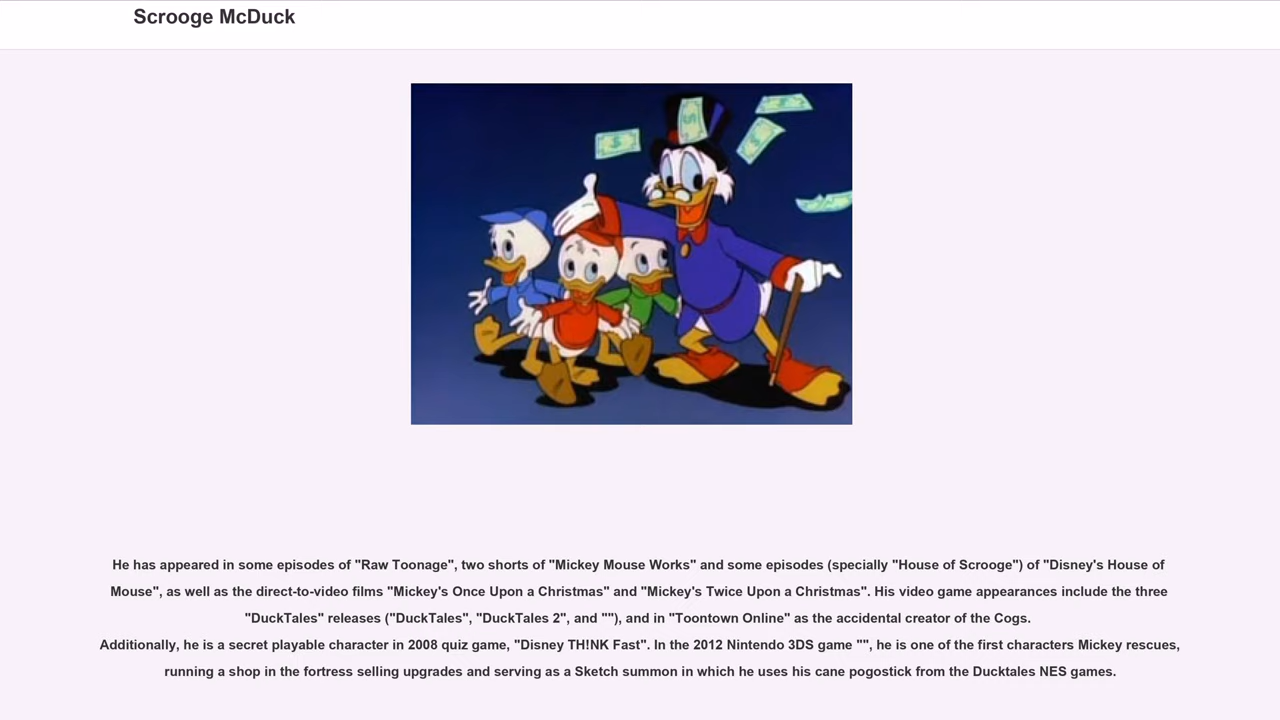 Scrooge McDuck
He has appeared in some episodes of "Raw Toonage", two shorts of "Mickey Mouse Works" and some episodes (specially "House of Scrooge") of "Disney's House of
Mouse", as well as the direct-to-video films "Mickey's Once Upon a Christmas" and "Mickey's Twice Upon a Christmas". His video game appearances include the three
"DuckTales" releases ("DuckTales", "DuckTales 2", and ""), and in "Toontown Online" as the accidental creator of the Cogs.
Additionally, he is a secret playable character in 2008 quiz game, "Disney TH!NK Fast". In the 2012 Nintendo 3DS game "", he is one of the first characters Mickey rescues,
running a shop in the fortress selling upgrades and serving as a Sketch summon in which he uses his cane pogostick from the Ducktales NES games.